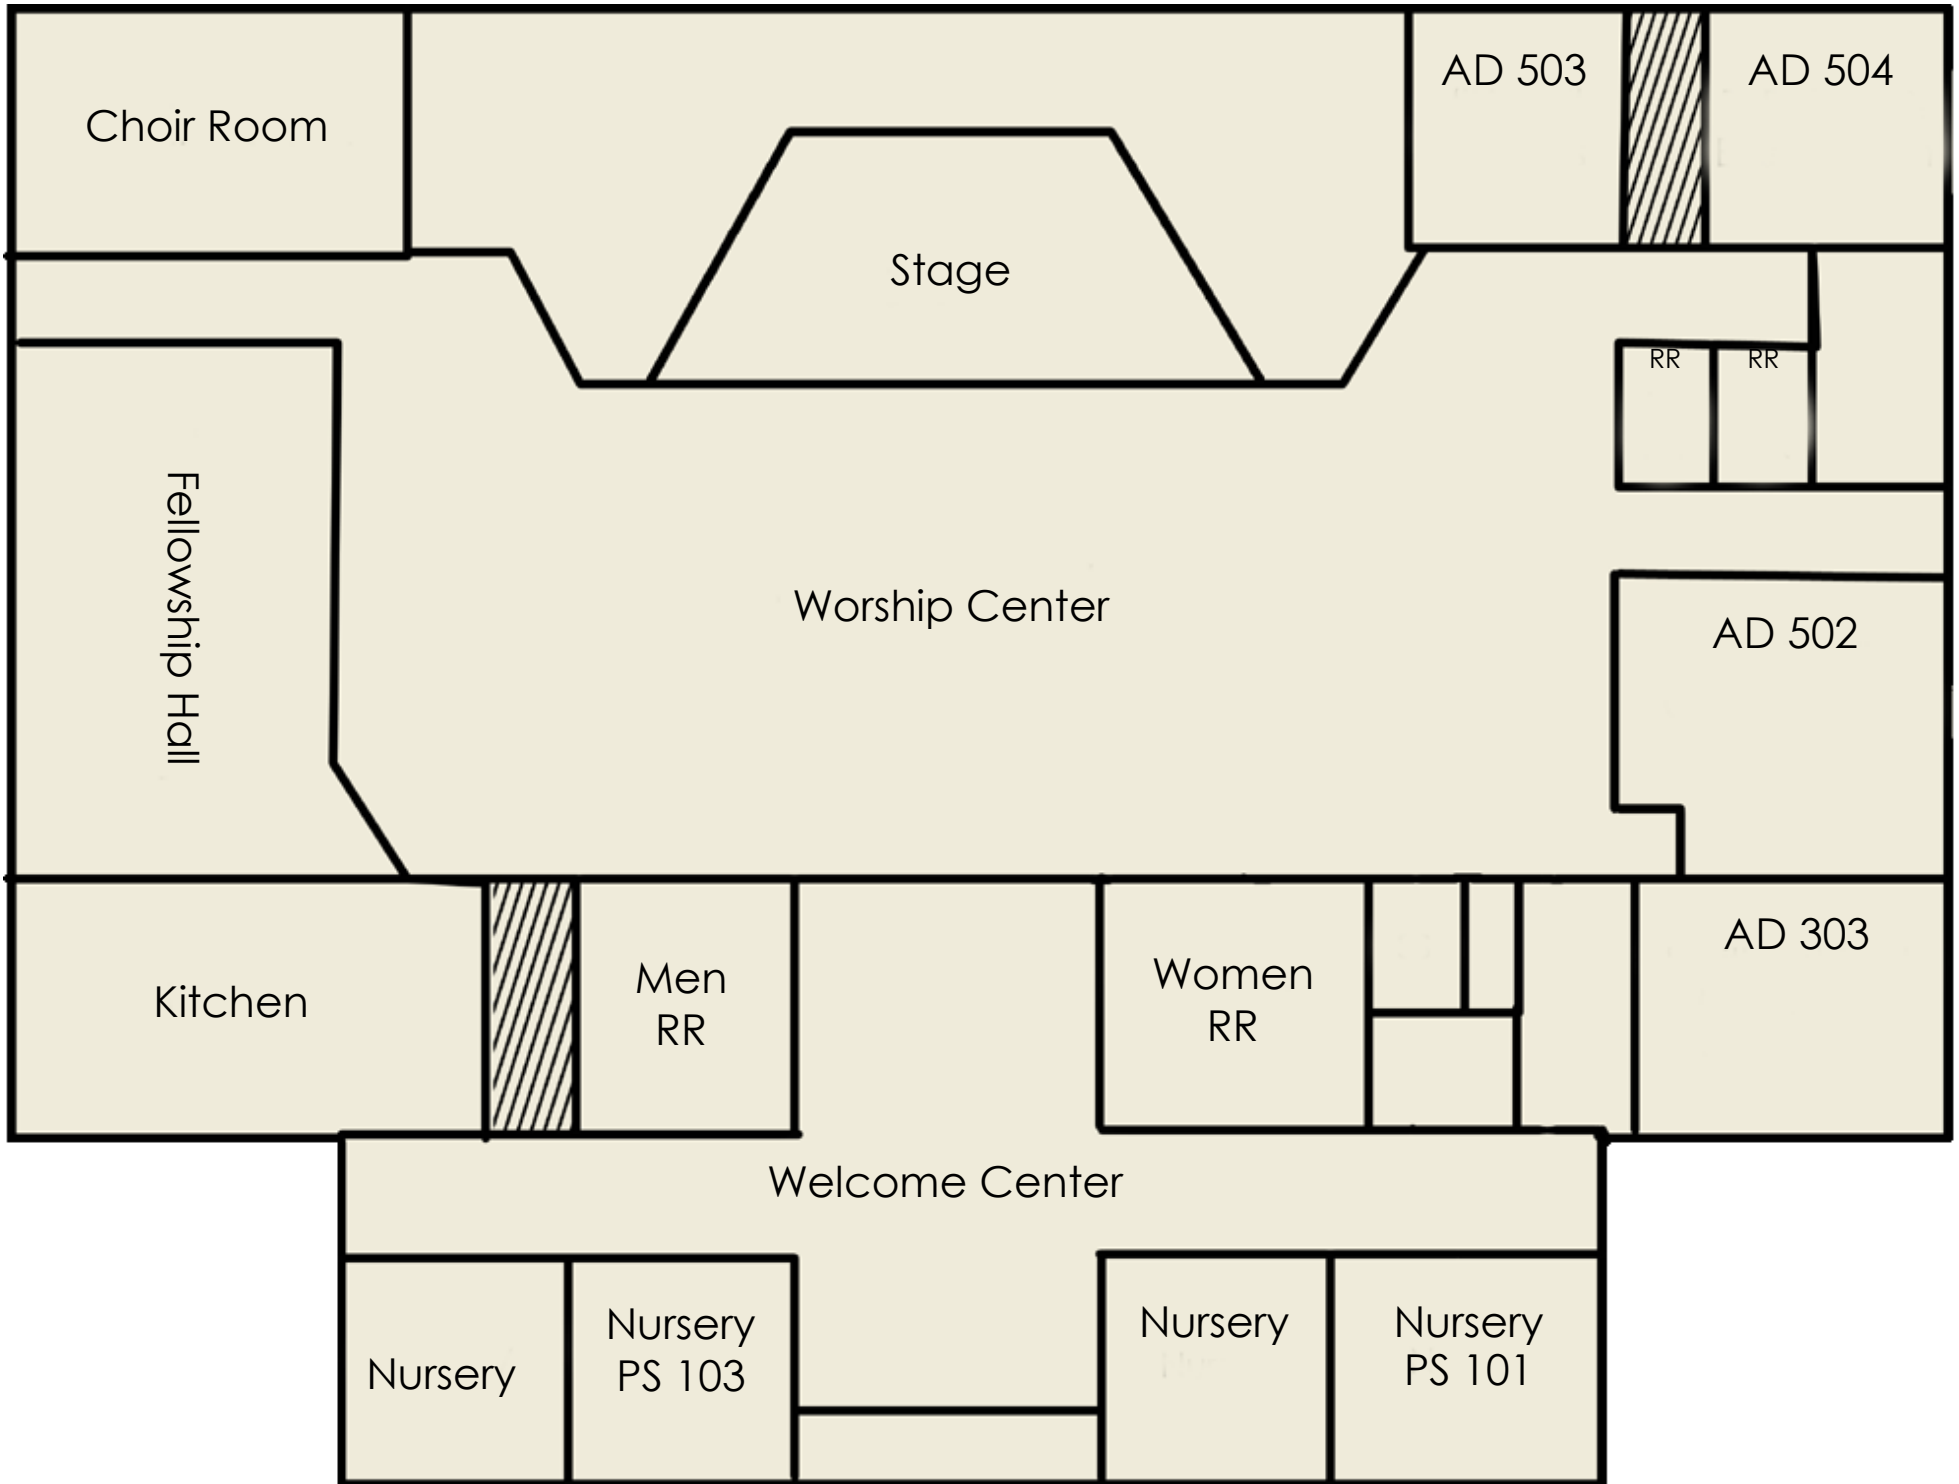 AD 503
AD 504
Choir Room
Stage
RR
RR
Fellowship Hall
Worship Center
AD 502
AD 303
Kitchen
Men
RR
Women
RR
Welcome Center
Nursery
Nursery
PS 103
Nursery
Nursery
PS 101